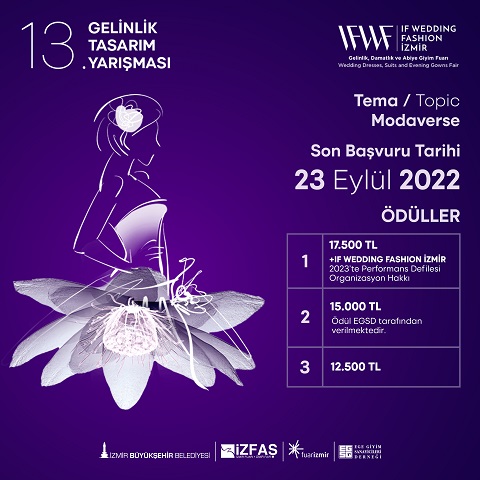 13.
GELİNLİK
TASARIM
YARIŞMASI
IFWF
IF WEDDING
FASHION
İZMİR
Gelinlik, Damatlık ve Abiye Giyim Fuarı
Wedding Dresses, Suits and Evening Gowns Fair
Tema / Topic
Modaverse
Son Başvuru Tarihi
23 Eylül 2022
ÖDÜLLER
1
17.500 TL
+IF WEDDING FASHION İZMİR
2023'te Performans Defilesi
Organizasyon Hakkı
2
15.000 TL
Ödül EGSD tarafından
verilmektedir.
3
12.500 TL
İZMİR BÜYÜKŞEHİR BELEDİYESİ
İZFAŞ
fuarizmir
EGE GİYİM
SANAYİCİLERİ
DERNEĞİ